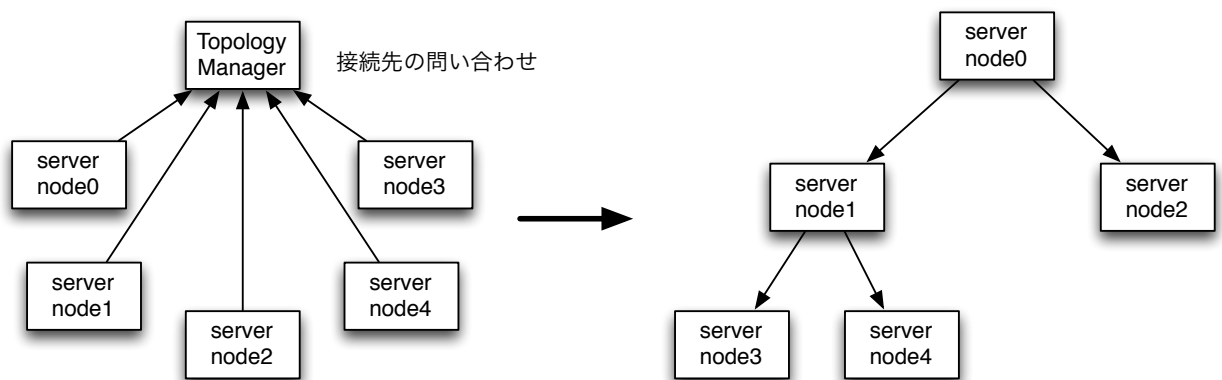 Topology
Manager
接続先の問い合わせ
server
node0
server
node3
server
node1
server
node4
server
node2
server
node0
server
node1
server
node2
server
node3
server
node4